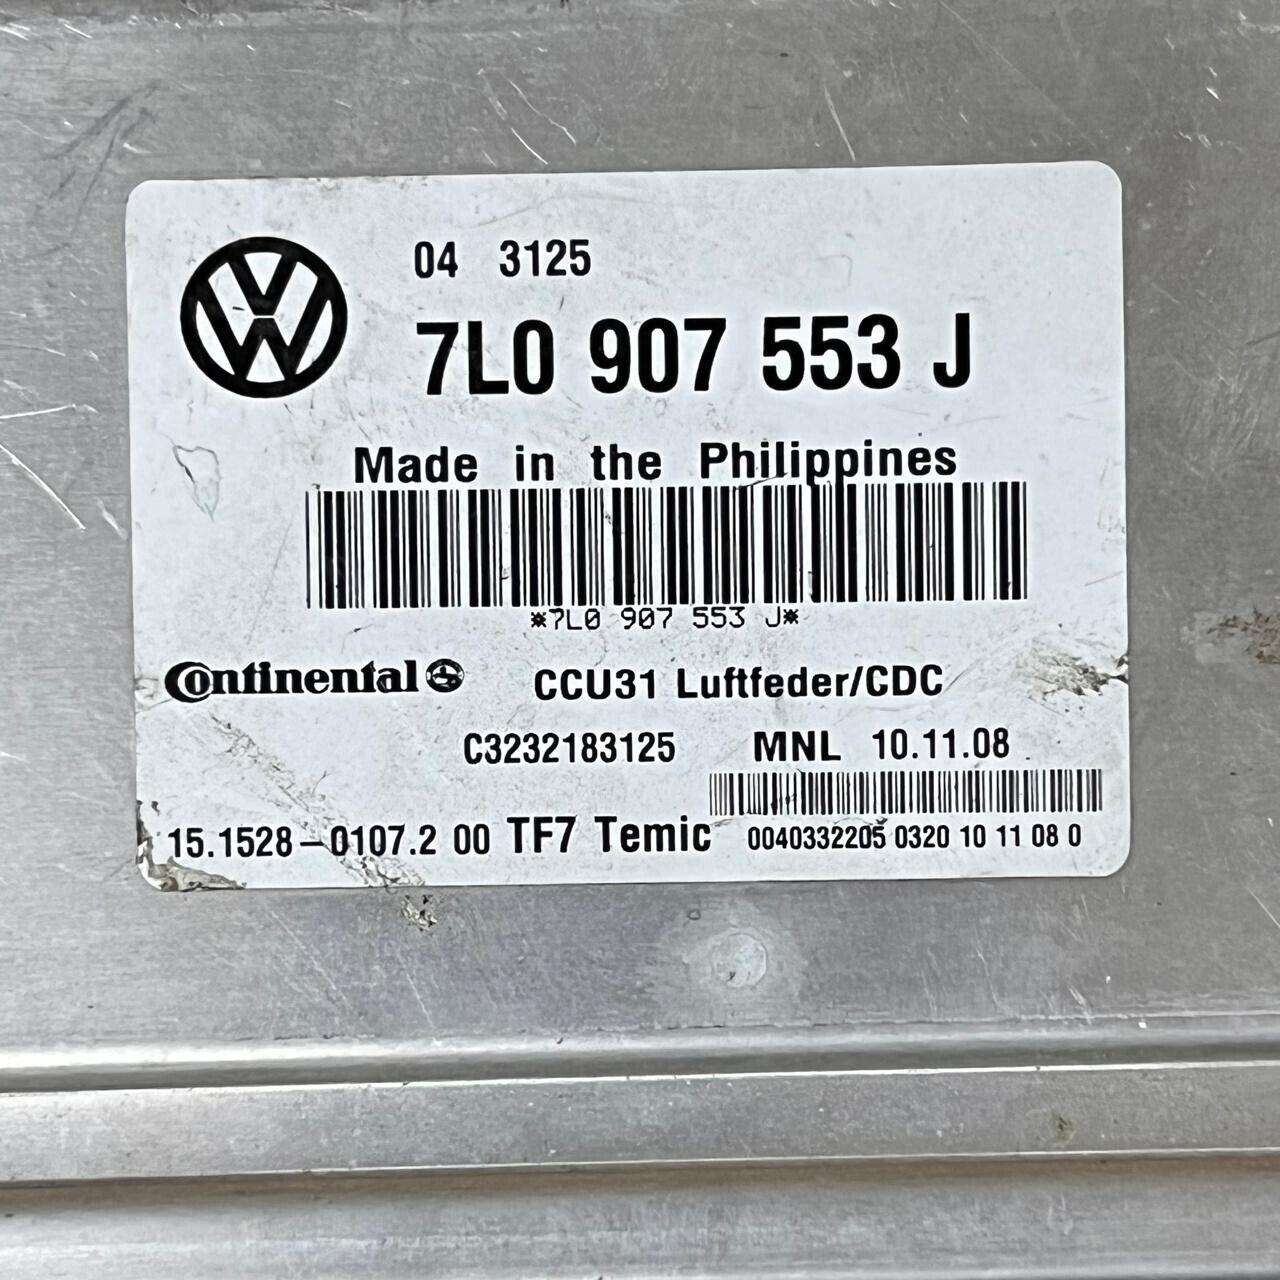 04 3125
7L0 907 553 J
Made in the Philippines
*7L0 907 553 J*
Continental CCU31 Luftfeder/CDC
C3232183125 MNL 10.11.08
15.1528-0107.2 00 TF7 Temic 0040332205 0320 10 11 08 0